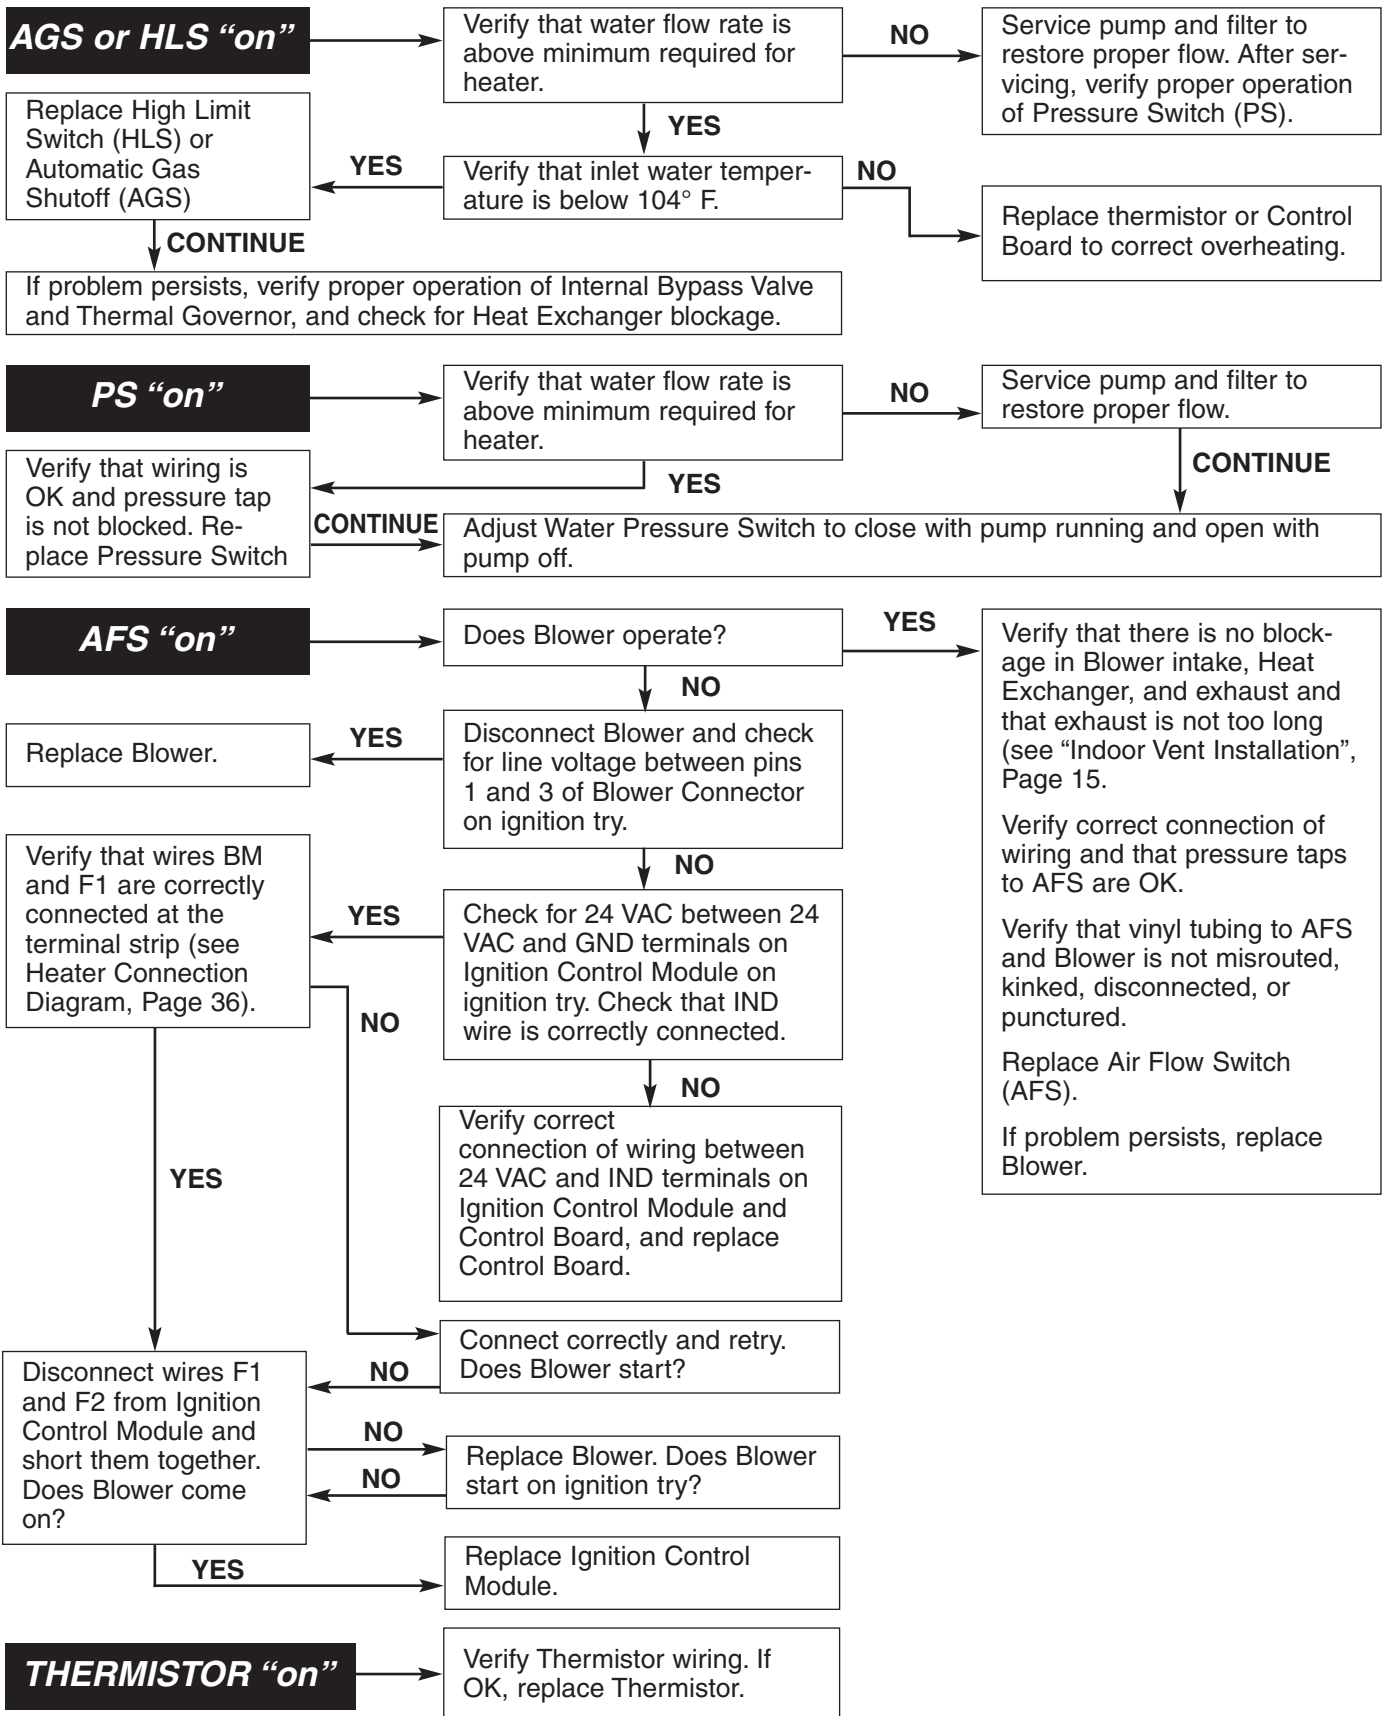 AGS or HLS “on”
Verify that water flow rate is
above minimum required for
heater.
NO
Service pump and filter to
restore proper flow. After ser-
vicing, verify proper operation
of Pressure Switch (PS).
YES
Replace High Limit
Switch (HLS) or
Automatic Gas
Shutoff (AGS)
YES
Verify that inlet water temper-
ature is below 104° F.
NO
Replace thermistor or Control
Board to correct overheating.
CONTINUE
If problem persists, verify proper operation of Internal Bypass Valve
and Thermal Governor, and check for Heat Exchanger blockage.
PS “on”
Verify that water flow rate is
above minimum required for
heater.
NO
Service pump and filter to
restore proper flow.
CONTINUE
YES
Verify that wiring is
OK and pressure tap
is not blocked. Re-
place Pressure Switch
CONTINUE
Adjust Water Pressure Switch to close with pump running and open with
pump off.
AFS “on”
Does Blower operate?
YES
Verify that there is no block-
age in Blower intake, Heat
Exchanger, and exhaust and
that exhaust is not too long
(see “Indoor Vent Installation”,
Page 15.
Verify correct connection of
wiring and that pressure taps
to AFS are OK.
Verify that vinyl tubing to AFS
and Blower is not misrouted,
kinked, disconnected, or
punctured.
Replace Air Flow Switch
(AFS).
If problem persists, replace
Blower.
NO
Replace Blower.
YES
Disconnect Blower and check
for line voltage between pins
1 and 3 of Blower Connector
on ignition try.
NO
Verify that wires BM
and F1 are correctly
connected at the
terminal strip (see
Heater Connection
Diagram, Page 36).
YES
Check for 24 VAC between 24
VAC and GND terminals on
Ignition Control Module on
ignition try. Check that IND
wire is correctly connected.
NO
NO
Verify correct
connection of wiring between
24 VAC and IND terminals on
Ignition Control Module and
Control Board, and replace
Control Board.
YES
Connect correctly and retry.
Does Blower start?
NO
Disconnect wires F1
and F2 from Ignition
Control Module and
short them together.
Does Blower come
on?
NO
Replace Blower. Does Blower
start on ignition try?
NO
YES
Replace Ignition Control
Module.
THERMISTOR “on”
Verify Thermistor wiring. If
OK, replace Thermistor.